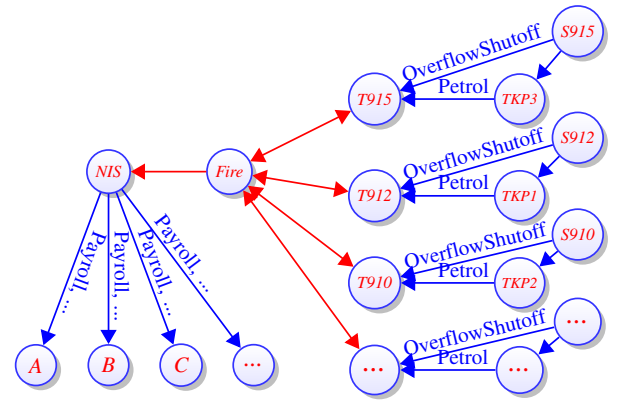 S915
OverflowShutoff
T915
Petrol
TKP3
S912
OverflowShutoff
NIS
Fire
T912
Petrol
TKP1
S910
OverflowShutoff
T910
Petrol
TKP2
Payroll, ...
Payroll, ...
Payroll, ...
Payroll, ...
...
OverflowShutoff
A
B
C
...
...
Petrol
...